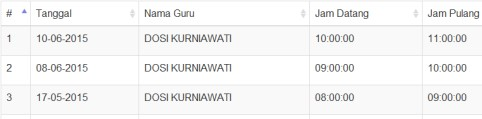 # Tanggal Nama Guru Jam Datang Jam Pulang
1 10-06-2015 DOSI KURNIAWATI 10:00:00 11:00:00
2 08-06-2015 DOSI KURNIAWATI 09:00:00 10:00:00
3 17-05-2015 DOSI KURNIAWATI 08:00:00 09:00:00